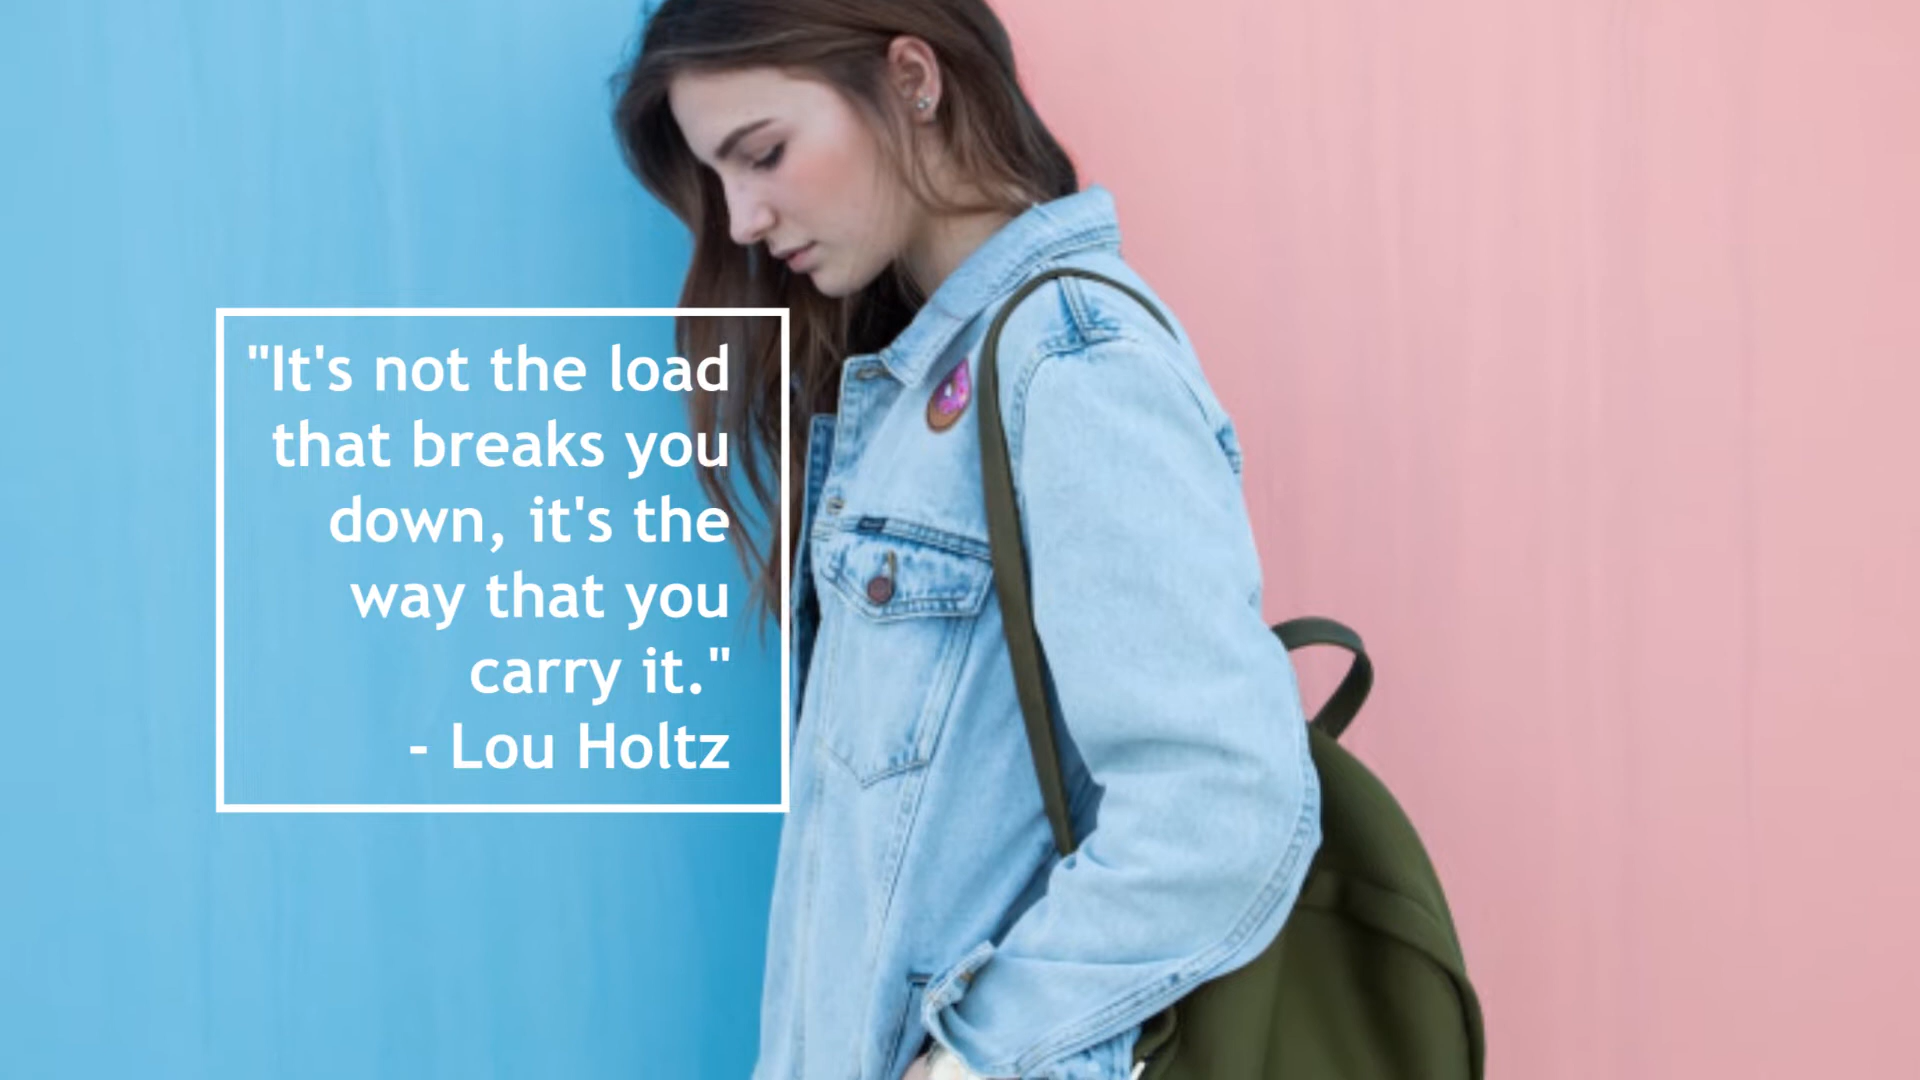 "It's not the load
that breaks you
down, it's the
way that you
carry it."
- Lou Holtz